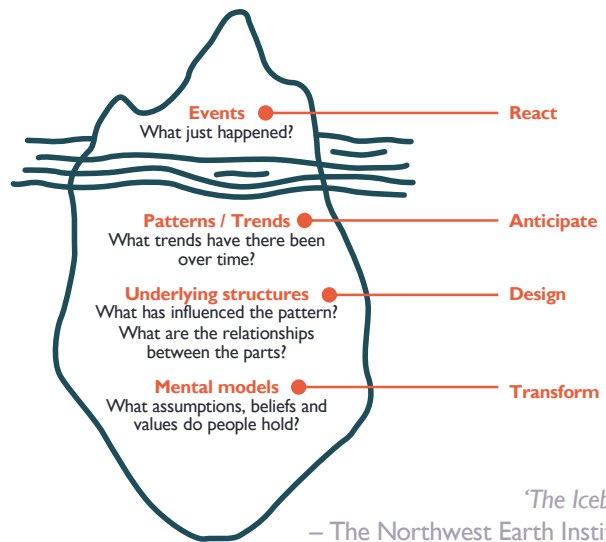 Events
React
What just happened?
Patterns / Trends
Anticipate
What trends have there been
over time?
Underlying structures
Design
What has influenced the pattern?
What are the relationships
between the parts?
Mental models
Transform
What assumptions, beliefs and
values do people hold?
‘The Iceb
– The Northwest Earth Instit